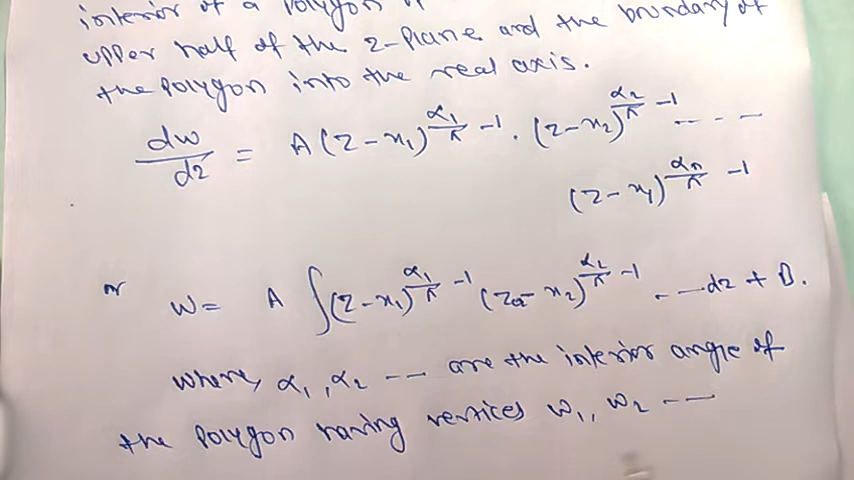 interior of a polygon
upper half of the z-plane and the boundary of
the polygon into the real axis.
dw/dz = A(z-x₁)^(α₁/π - 1) . (z-x₂)^(α₂/π - 1) -- - -
(z-xₙ)^(αₙ/π - 1)
or w = A ∫(z-x₁)^(α₁/π - 1) (z - x₂)^(α₂/π - 1) . . --dz + B.
where, α₁, α₂ -- are the interior angle of
the polygon having vertices w₁, w₂ --